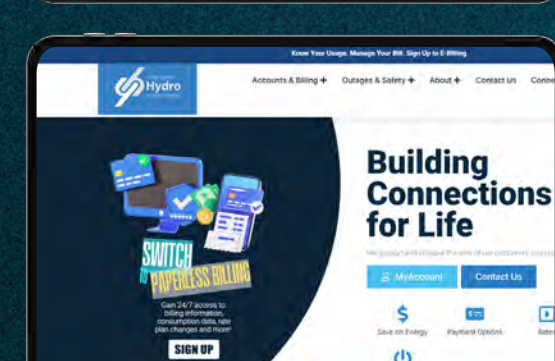 Know Your Usage: Manage Your Bill. Sign Up to E-Billing
Hydro
Accounts & Billing + Outages & Safety + About + Contact Us
Building
Connections
for Life
MyAccount Contact Us
Save on Energy Payment Options
SWITCH
TO PAPERLESS BILLING
Gain 24/7 access to
billing information,
consumption data, rate
plan changes and more!
SIGN UP